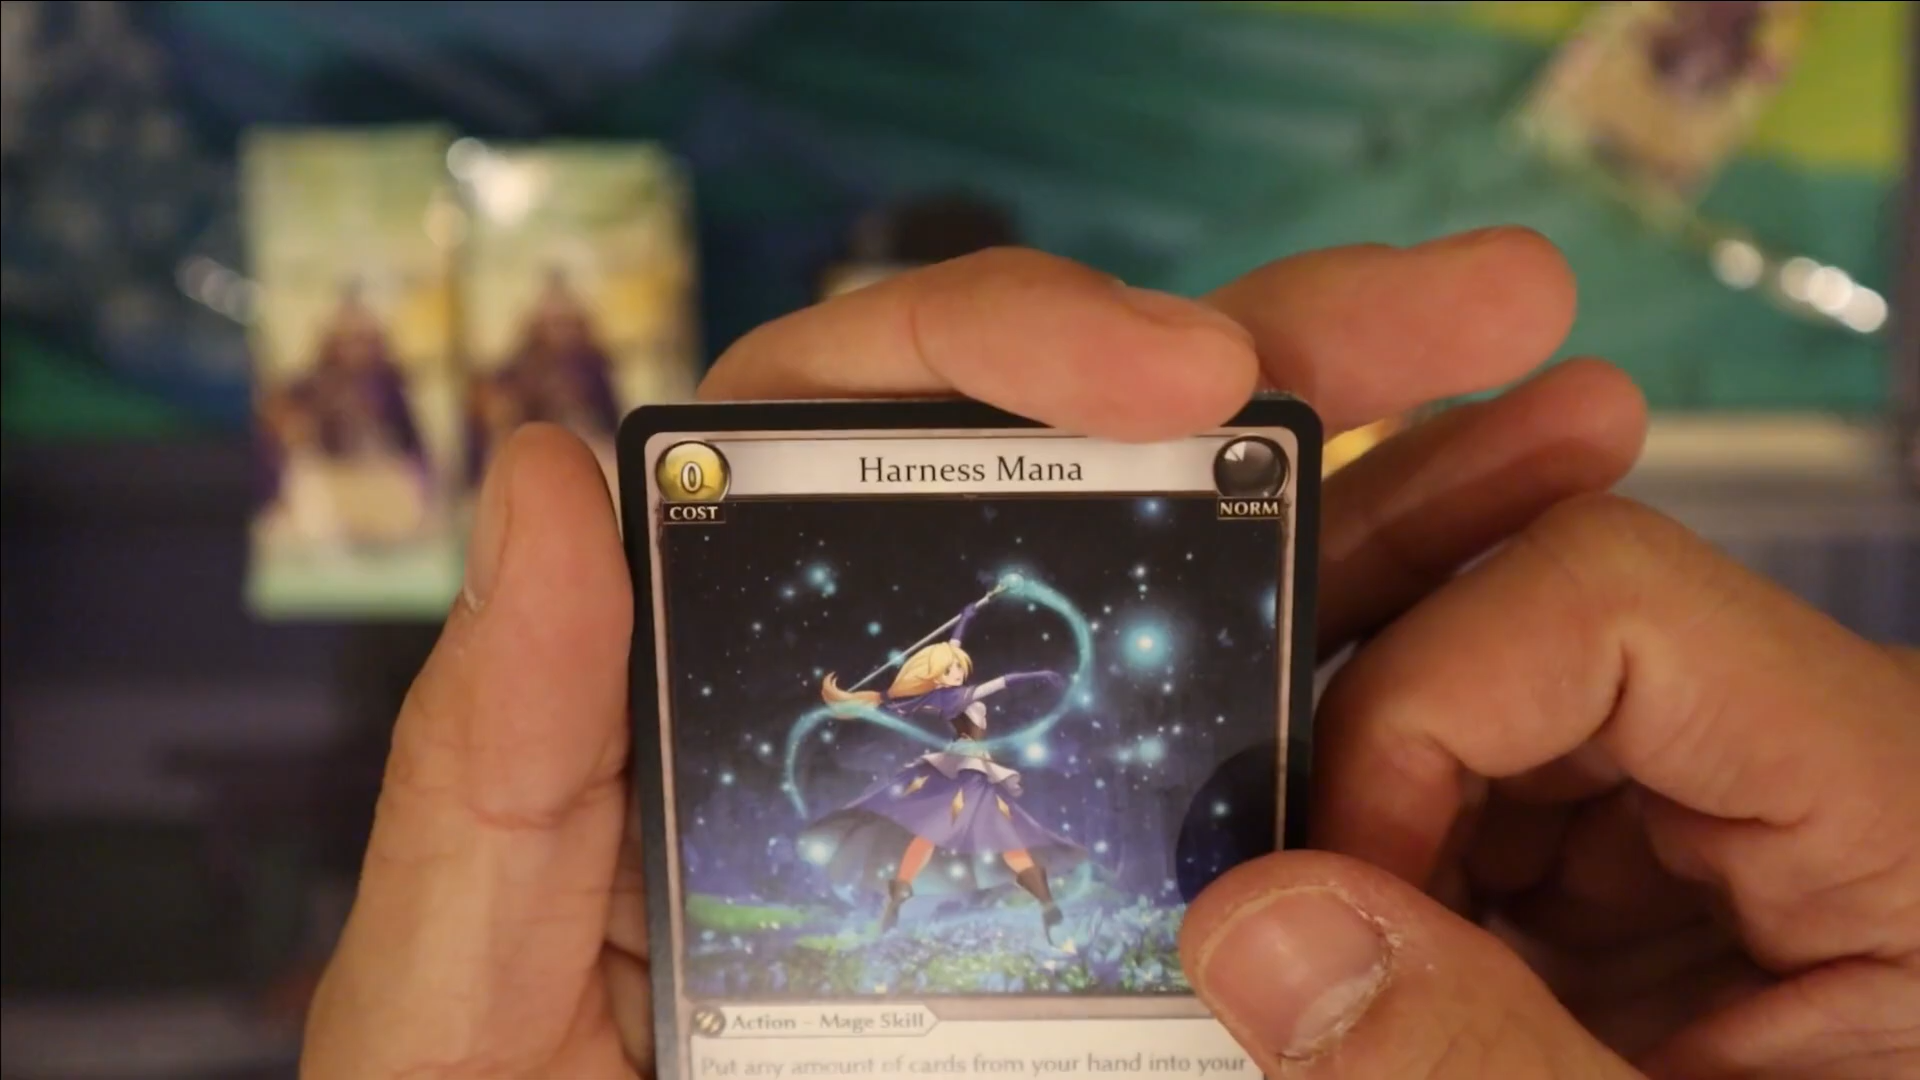 0
Harness Mana
COST
NORM
Action – Mage Skill
Put any amount of cards from your hand into your